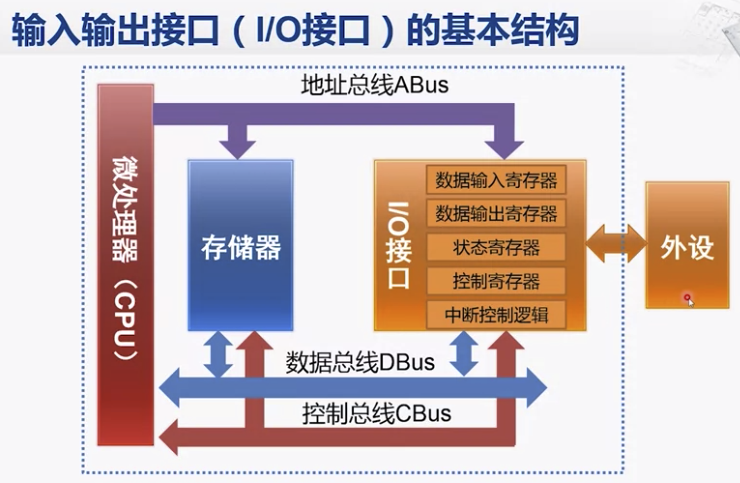 输入输出接口（I/O接口）的基本结构
地址总线ABus
微处理器（CPU）
存储器
I/O接口
数据输入寄存器
数据输出寄存器
状态寄存器
控制寄存器
中断控制逻辑
外设
数据总线DBus
控制总线CBus